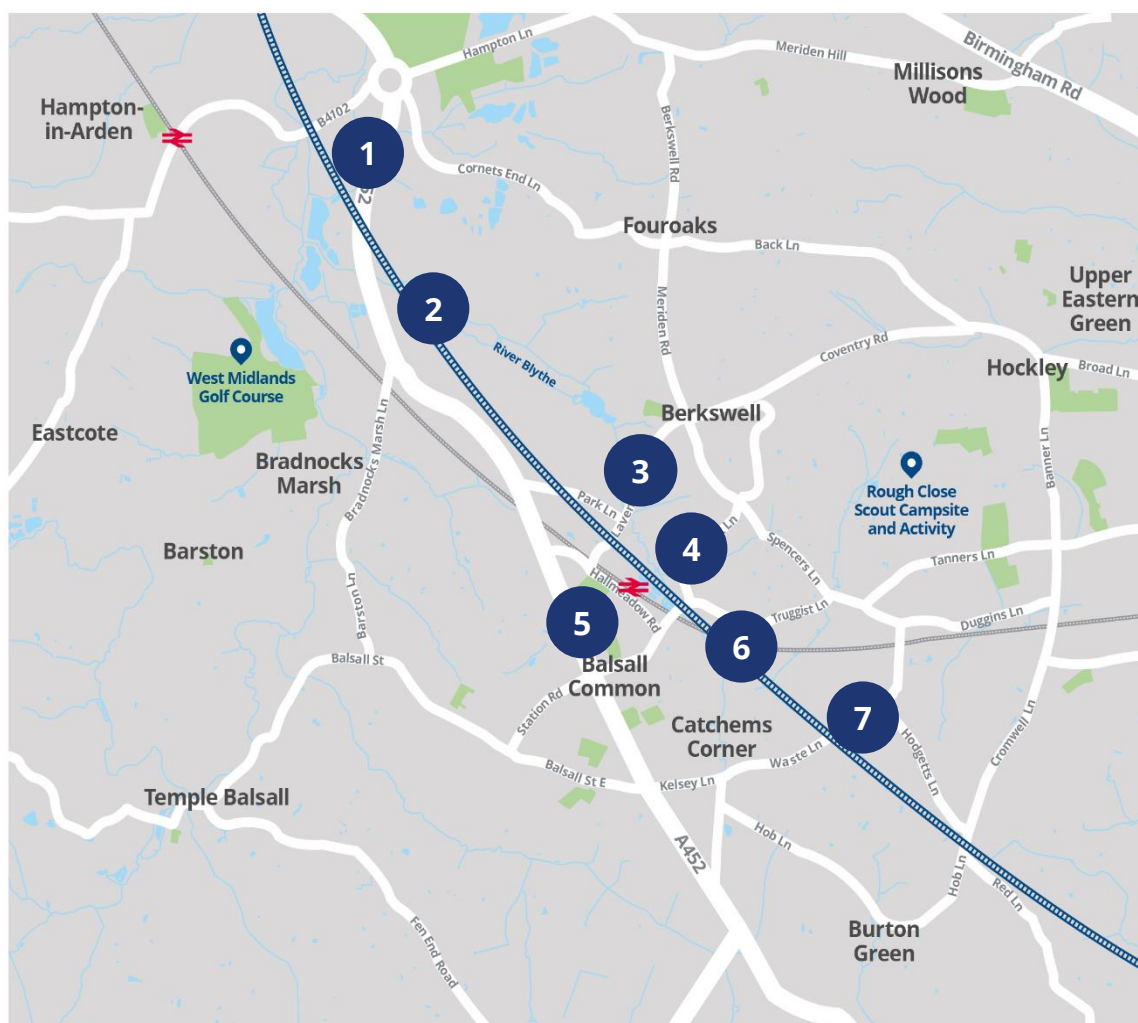 Hampton Ln
Meriden Hill
Birmingham Rd
Millisons
Wood
Hampton-
in-Arden
B4102
1
Berkswell Rd
Cornets End Ln
Fouroaks
Back Ln
Upper
Eastern
Green
2
Meriden Rd
Coventry Rd
River Blythe
West Midlands
Golf Course
Hockley
Broad Ln
Berkswell
Eastcote
Bradnocks
Marsh
Bradnocks Marsh Ln
3
Banner Ln
Rough Close
Scout Campsite
and Activity
Park Ln
Ln
4
Spencers Ln
Barston
Tanners Ln
Hallmeadow Rd
Barston Ln
5
Truggist Ln
Duggins Ln
6
Balsall St
Balsall
Common
Station Rd
7
Catchems
Corner
Waste Ln
Hodgetts Ln
Cromwell Ln
Balsall St E
Kelsey Ln
Temple Balsall
A452
Hob Ln
Hob Ln
Red Ln
Burton
Green
Fen End Road